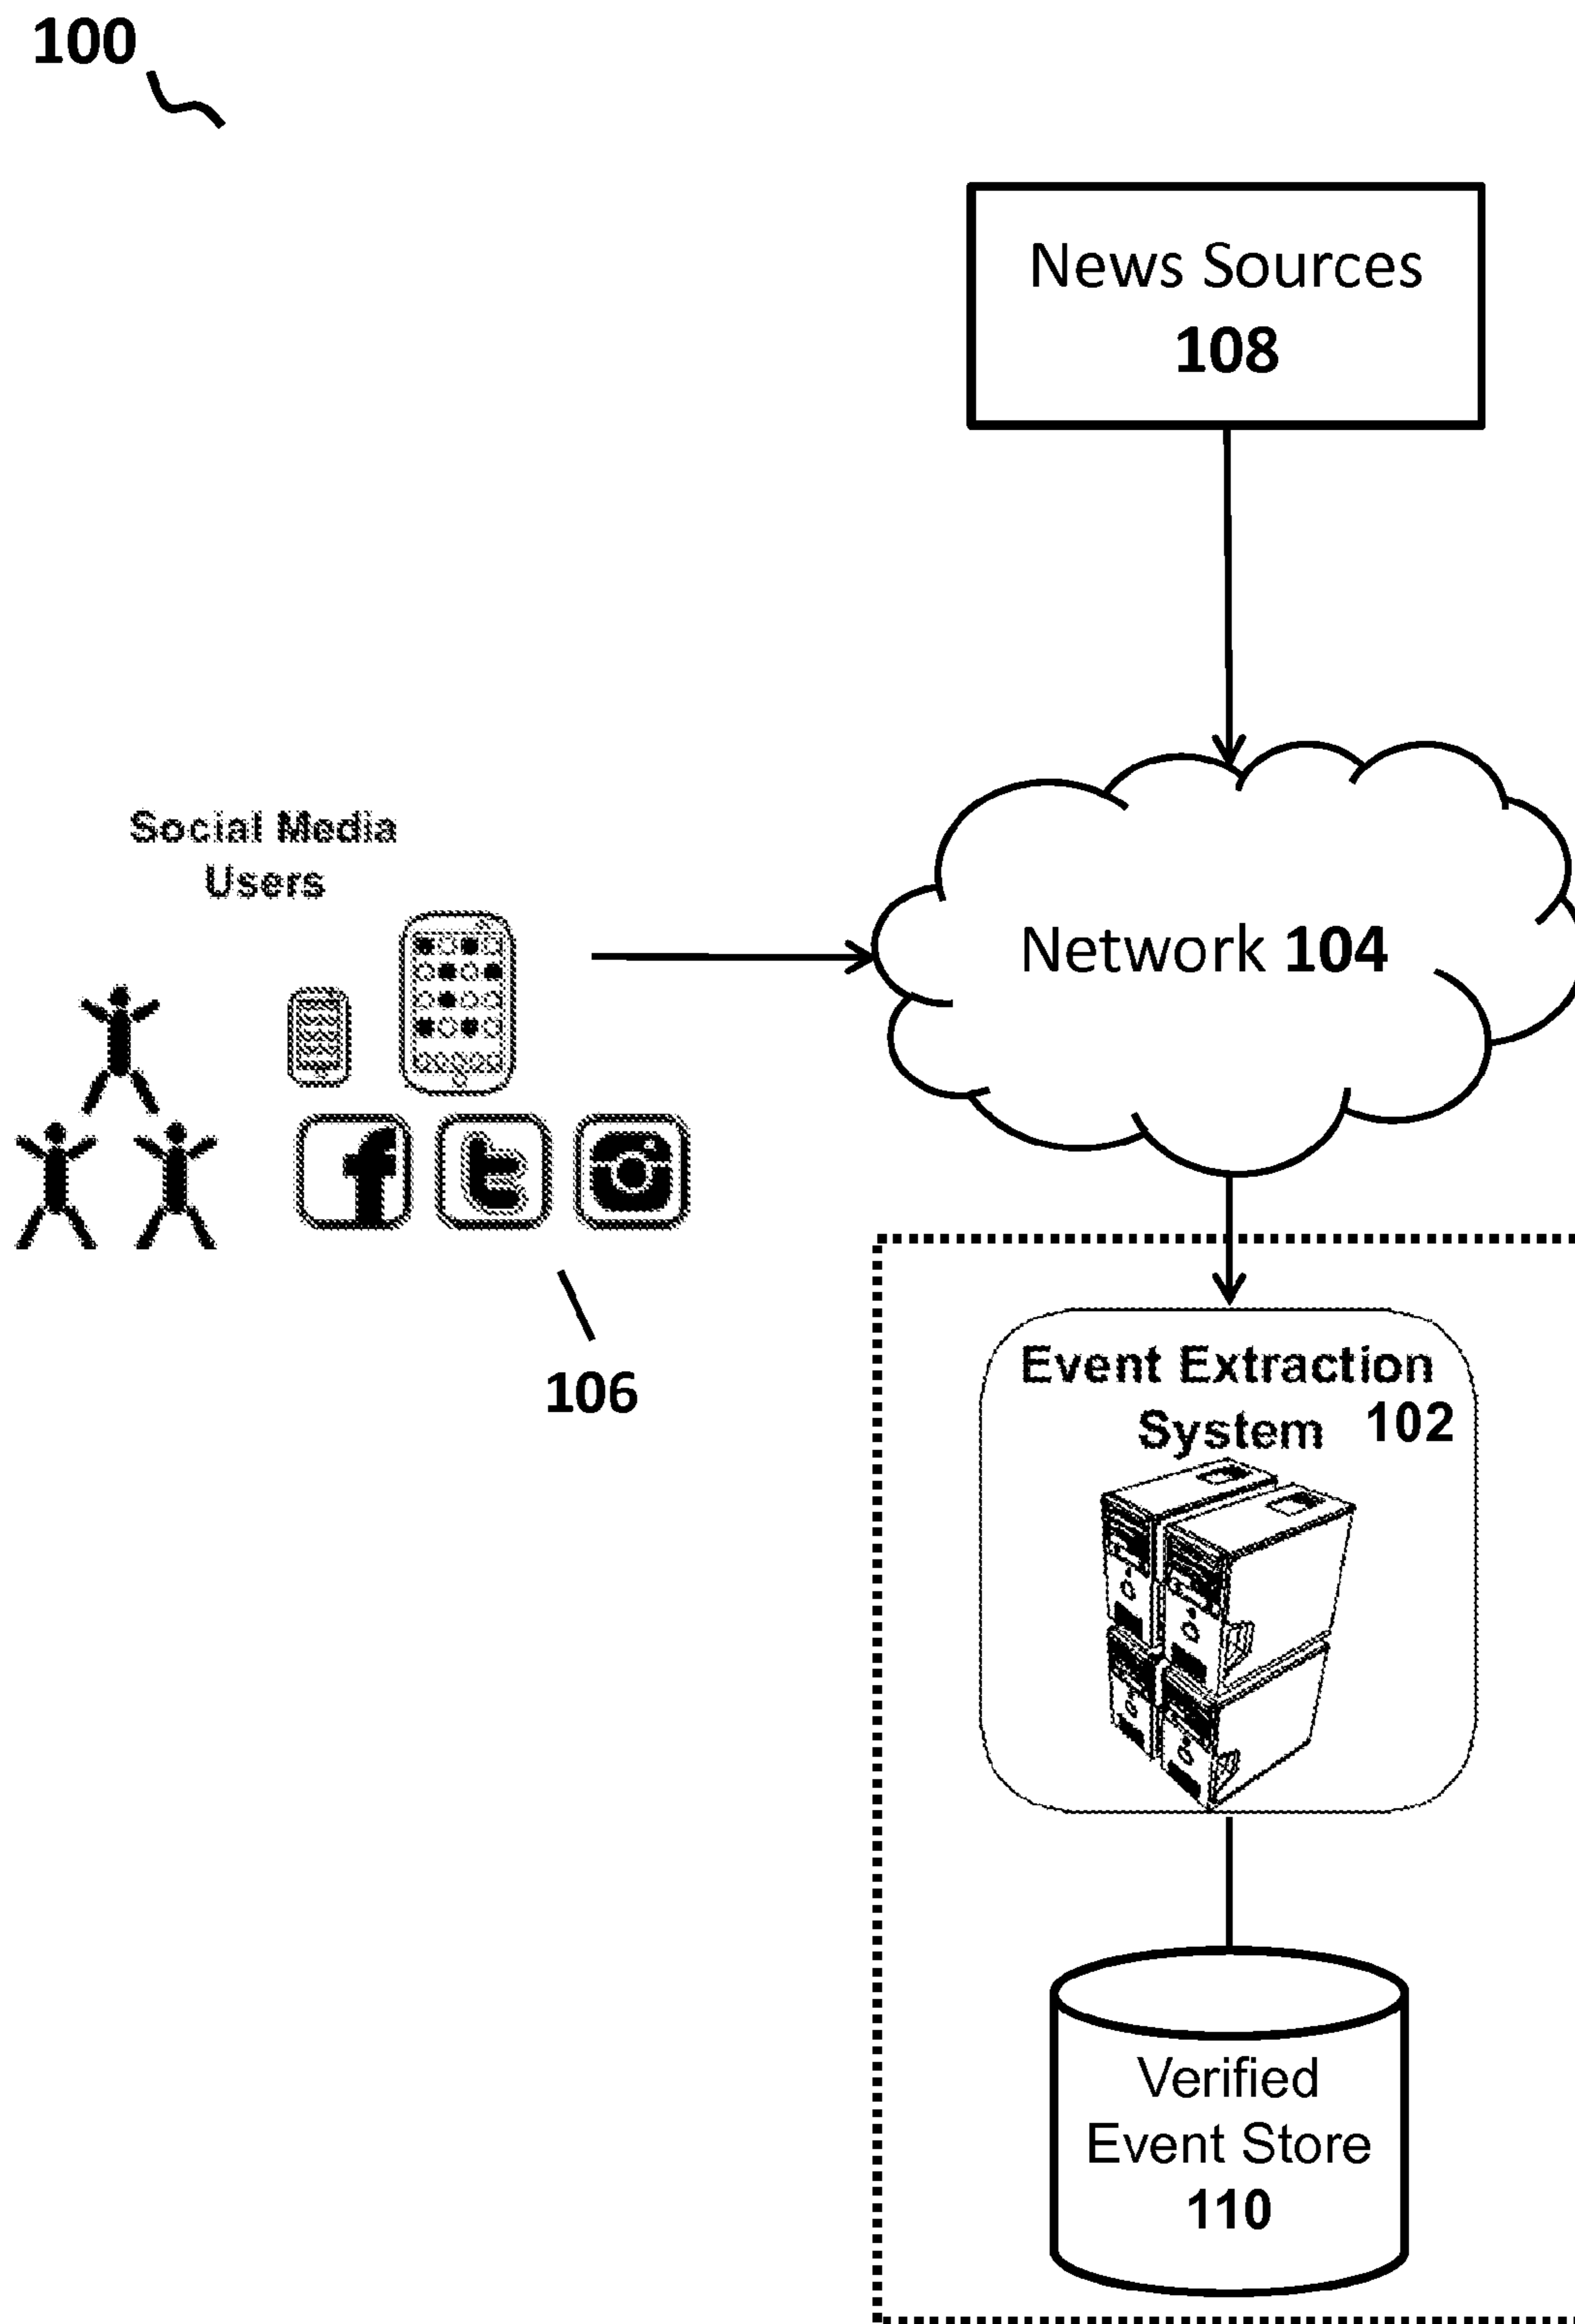 100
News Sources
108
Social Media
Users
Network 104
106
Event Extraction
System 102
Verified
Event Store
110